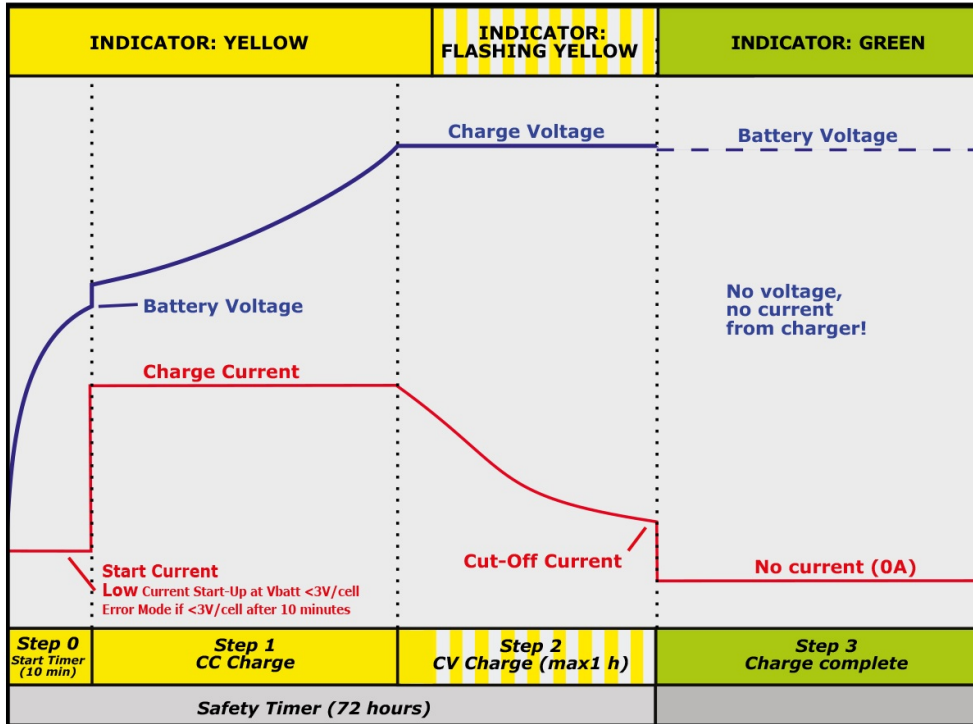 INDICATOR: YELLOW
INDICATOR:
FLASHING YELLOW
INDICATOR: GREEN
Charge Voltage
Battery Voltage
Battery Voltage
No voltage,
no current
from charger!
Charge Current
Cut-Off Current
No current (0A)
Start Current
Low Current Start-Up at Vbatt <3V/cell
Error Mode if <3V/cell after 10 minutes
Step 0
Start Timer
(10 min)
Step 1
CC Charge
Step 2
CV Charge (max1 h)
Step 3
Charge complete
Safety Timer (72 hours)